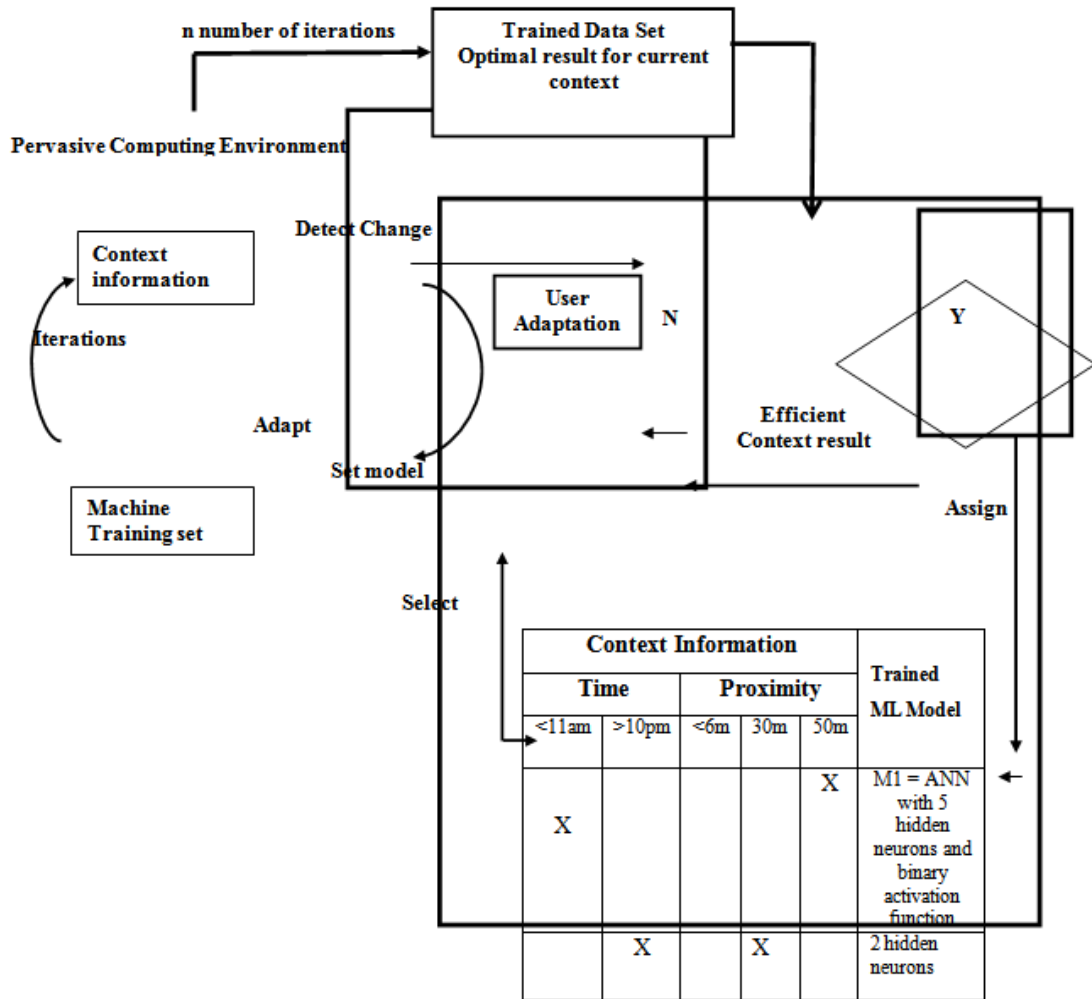 n number of iterations
Trained Data Set
Optimal result for current
context
Pervasive Computing Environment
Detect Change
Context
information
User
Adaptation
N
Y
Iterations
Adapt
Efficient
Context result
Set model
Machine
Training set
Assign
Select
Context Information
Trained
ML Model
Time
Proximity
<11am
>10pm
<6m
30m
50m
X
X
M1 = ANN
with 5
hidden
neurons and
binary
activation
function
X
X
2 hidden
neurons